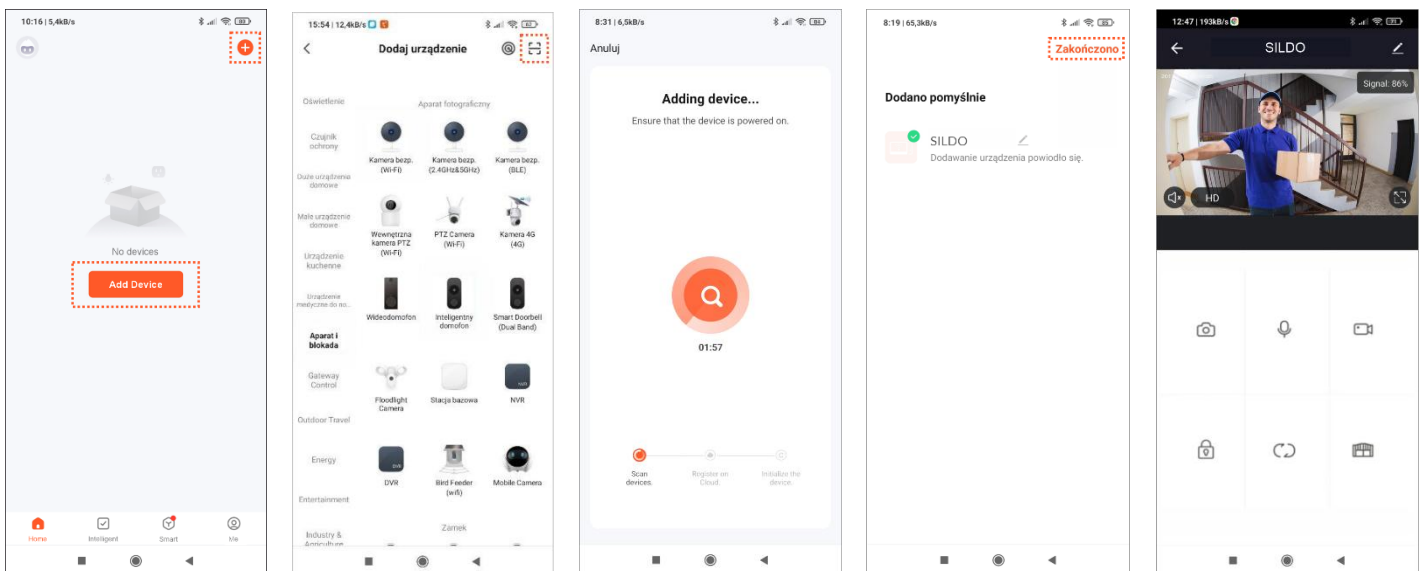 10:16 | 5,4kB/s
No devices
Add Device
Home
Intelligent
Smart
Me
15:54 | 12,4kB/s
Dodaj urządzenie
Oświetlenie
Czujnik
ochrony
Duże urządzenia
domowe
Małe urządzenie
domowe
Urządzenie
kuchenne
Urządzenie
medyczne do no...
Aparat i
blokada
Gateway
Control
Outdoor Travel
Energy
Entertainment
Industry &
Agriculture
Aparat fotograficzny
Kamera bezp.
(Wi-Fi)
Kamera bezp.
(2.4GHz&5GHz)
Kamera bezp.
(BLE)
Wewnętrzna
kamera PTZ
(Wi-Fi)
PTZ Camera
(Wi-Fi)
Kamera 4G
(4G)
Wideodomofon
Inteligentny
domofon
Smart Doorbell
(Dual Band)
Floodlight
Camera
Stacja bazowa
NVR
DVR
Bird Feeder
(wifi)
Mobile Camera
Zamek
8:31 | 6,5kB/s
Anuluj
Adding device...
Ensure that the device is powered on.
01:57
Scan
devices.
Register on
Cloud.
Initialize the
device.
8:19 | 65,3kB/s
Zakończono
Dodano pomyślnie
SILDO
Dodawanie urządzenia powiodło się.
12:47 | 193kB/s
SILDO
Signal: 86%
HD